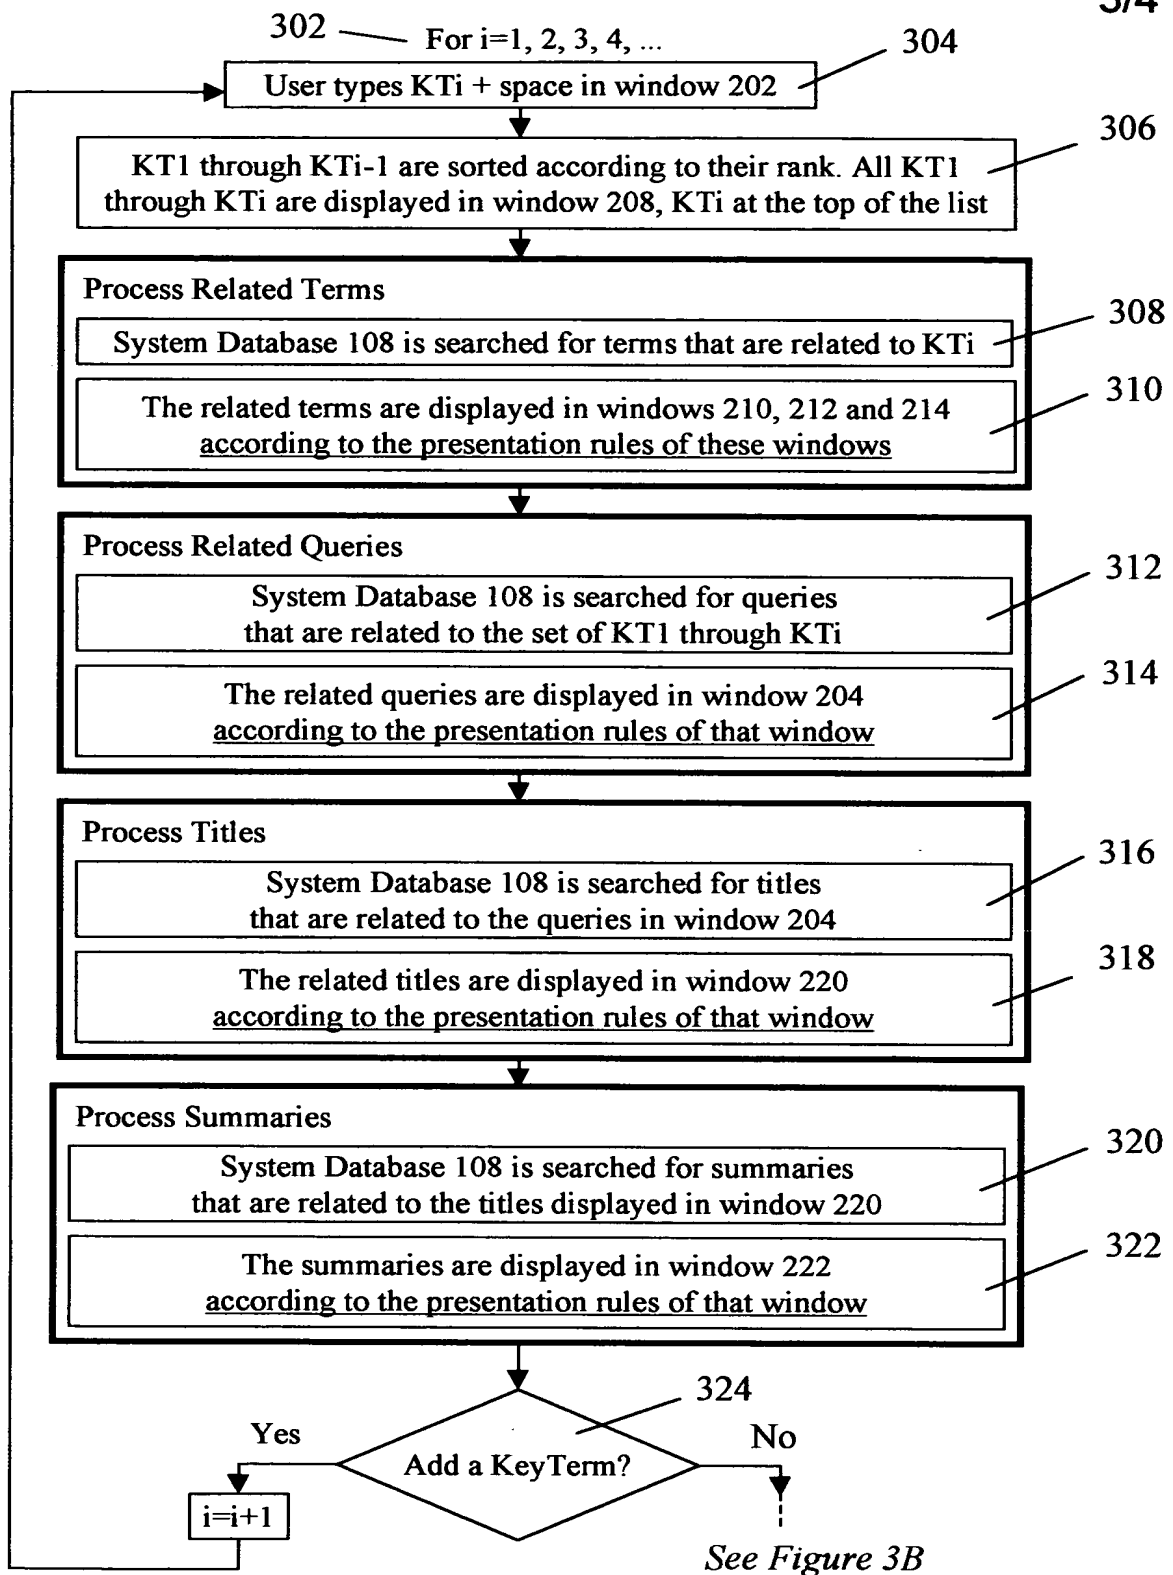 3/4
302
For i=1, 2, 3, 4, ...
304
User types KTi + space in window 202
306
KT1 through KTi-1 are sorted according to their rank. All KT1
through KTi are displayed in window 208, KTi at the top of the list
Process Related Terms
308
System Database 108 is searched for terms that are related to KTi
310
The related terms are displayed in windows 210, 212 and 214
according to the presentation rules of these windows
Process Related Queries
312
System Database 108 is searched for queries
that are related to the set of KT1 through KTi
314
The related queries are displayed in window 204
according to the presentation rules of that window
Process Titles
316
System Database 108 is searched for titles
that are related to the queries in window 204
318
The related titles are displayed in window 220
according to the presentation rules of that window
Process Summaries
320
System Database 108 is searched for summaries
that are related to the titles displayed in window 220
322
The summaries are displayed in window 222
according to the presentation rules of that window
324
Yes
No
Add a KeyTerm?
i=i+1
See Figure 3B